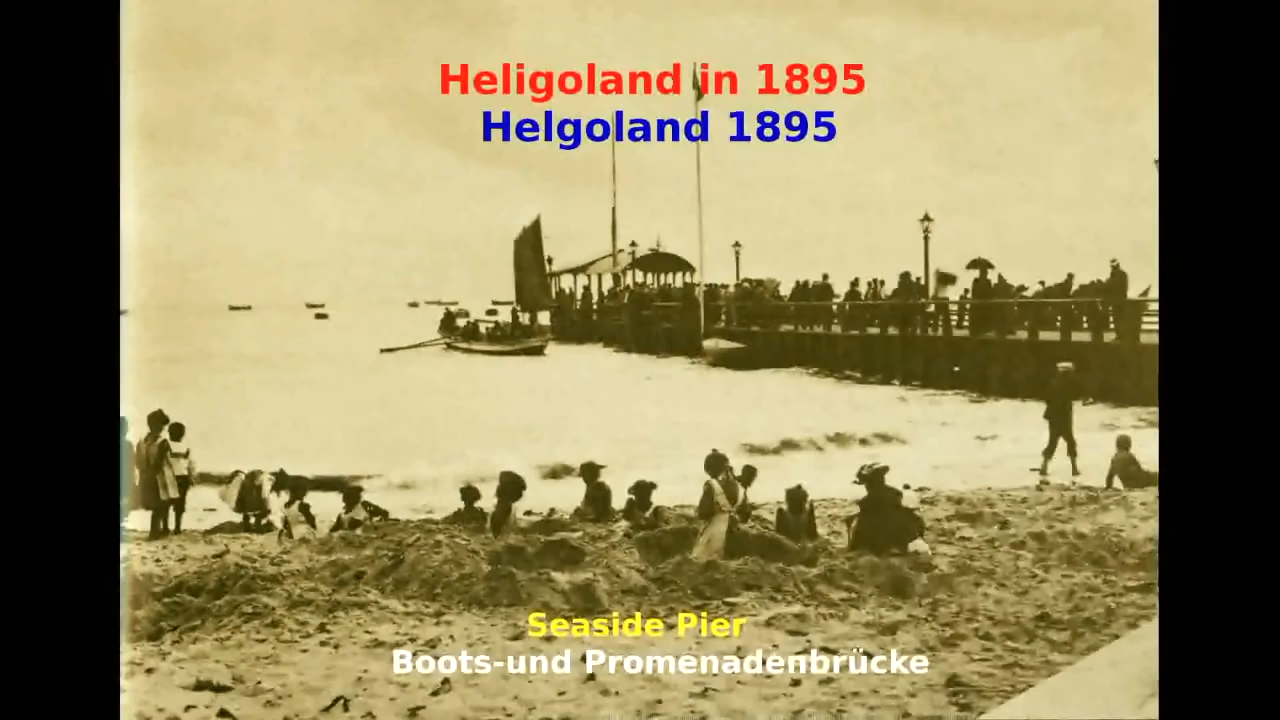 Heligoland in 1895
Helgoland 1895
Seaside Pier
Boots-und Promenadenbrücke